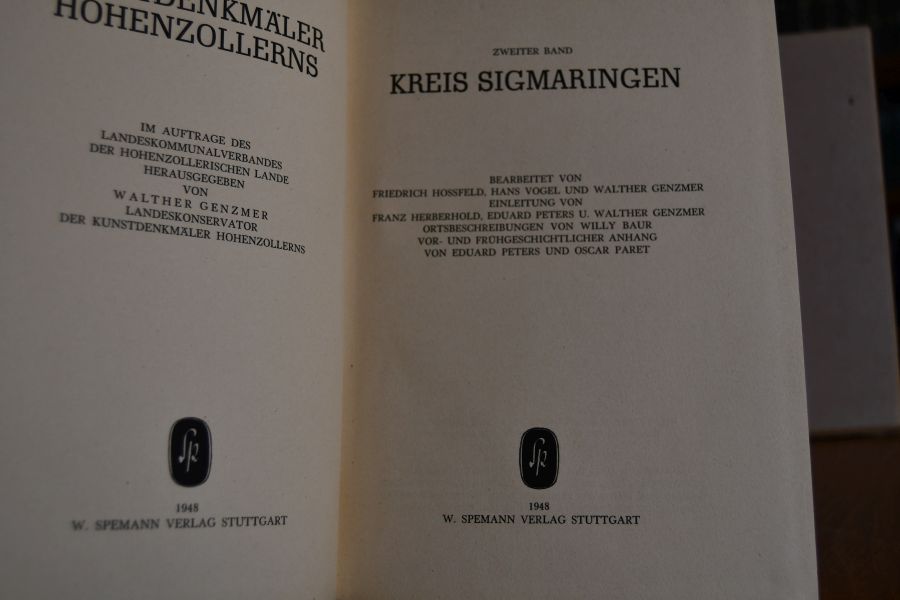 DENKMÄLER
HOHENZOLLERNS
IM AUFTRAGE DES
LANDESKOMMUNALVERBANDES
DER HOHENZOLLERISCHEN LANDE
HERAUSGEGEBEN
VON
WALTHER GENZMER
LANDESKONSERVATOR
DER KUNSTDENKMÄLER HOHENZOLLERNS
Sp
1948
W. SPEMANN VERLAG STUTTGART
ZWEITER BAND
KREIS SIGMARINGEN
BEARBEITET VON
FRIEDRICH HOSSFELD, HANS VOGEL UND WALTHER GENZMER
EINLEITUNG VON
FRANZ HERBERHOLD, EDUARD PETERS U. WALTHER GENZMER
ORTSBESCHREIBUNGEN VON WILLY BAUR
VOR- UND FRÜHGESCHICHTLICHER ANHANG
VON EDUARD PETERS UND OSCAR PARET
Sp
1948
W. SPEMANN VERLAG STUTTGART